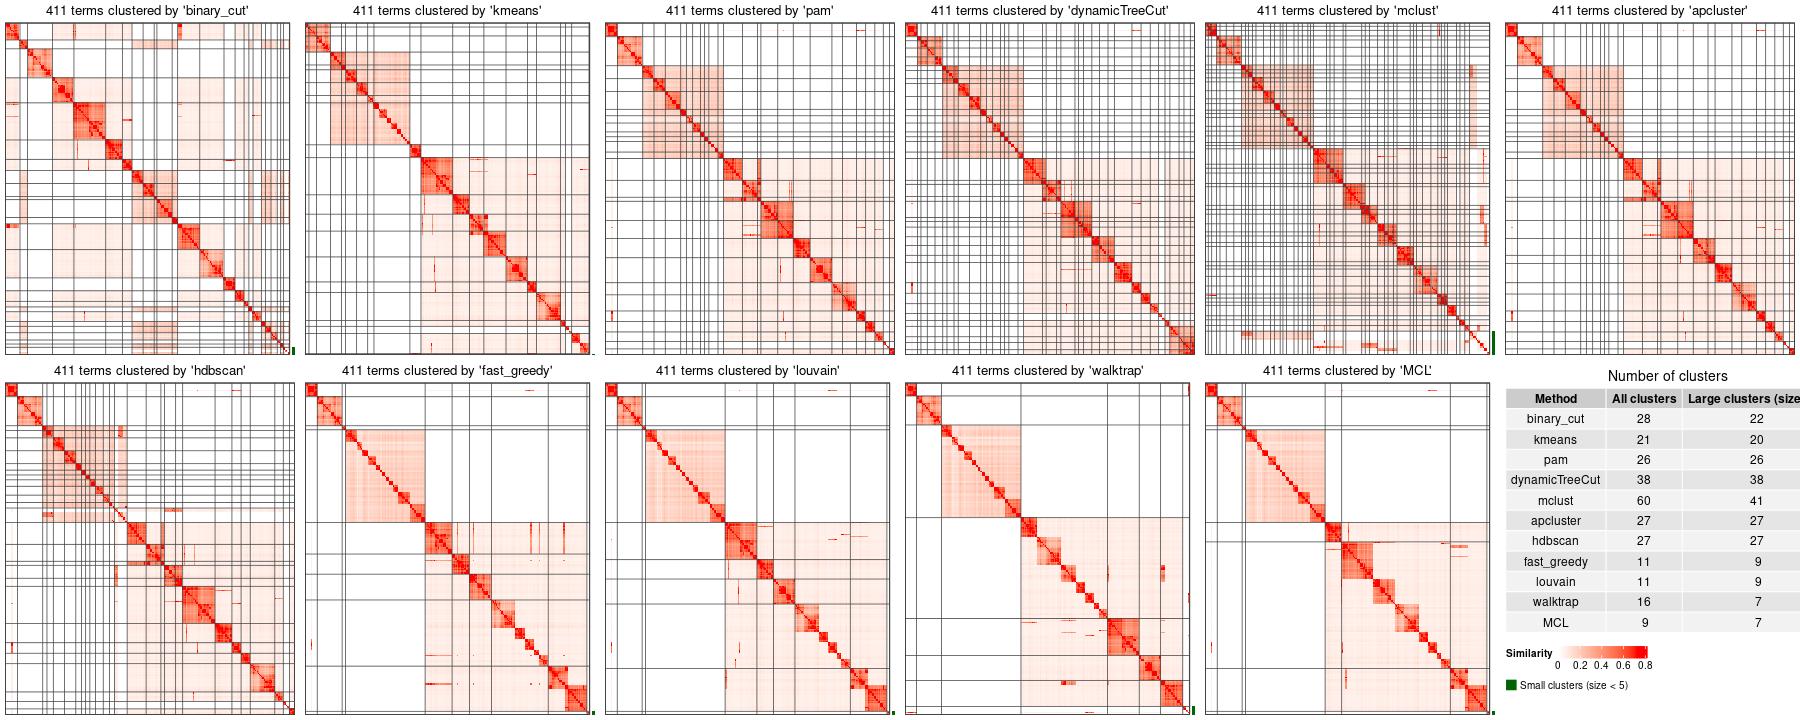 411 terms clustered by 'binary_cut'
411 terms clustered by 'kmeans'
411 terms clustered by 'pam'
411 terms clustered by 'dynamicTreeCut'
411 terms clustered by 'mclust'
411 terms clustered by 'apcluster'
411 terms clustered by 'hdbscan'
411 terms clustered by 'fast_greedy'
411 terms clustered by 'louvain'
411 terms clustered by 'walktrap'
411 terms clustered by 'MCL'
Number of clusters
Method All clusters Large clusters (size
binary_cut 28 22
kmeans 21 20
pam 26 26
dynamicTreeCut 38 38
mclust 60 41
apcluster 27 27
hdbscan 27 27
fast_greedy 11 9
louvain 11 9
walktrap 16 7
MCL 9 7
Similarity
0 0.2 0.4 0.6 0.8
Small clusters (size < 5)